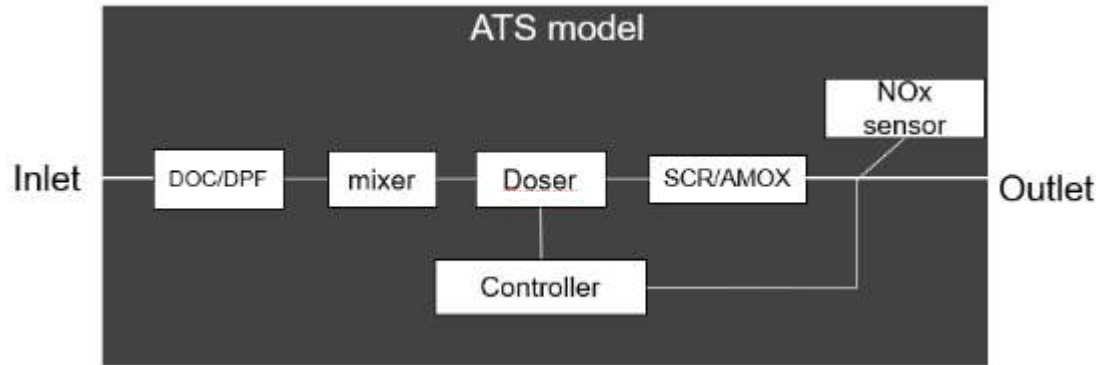 ATS model
NOx
sensor
Inlet
DOC/DPF
mixer
Doser
SCR/AMOX
Outlet
Controller